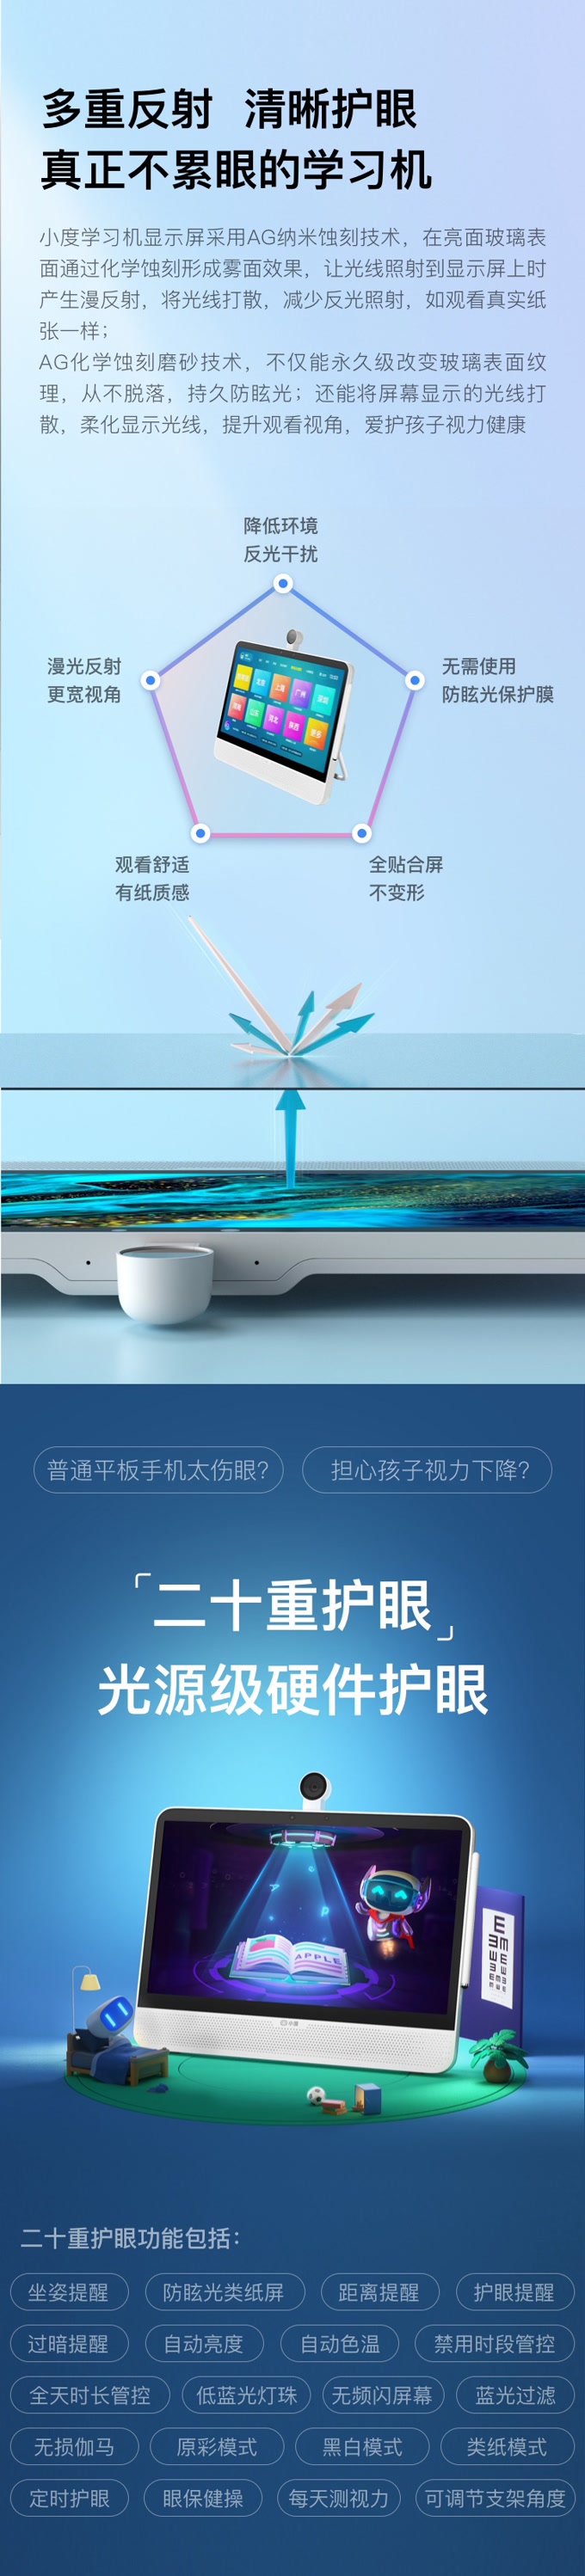 多重反射 清晰护眼
真正不累眼的学习机
小度学习机显示屏采用AG纳米蚀刻技术，在亮面玻璃表
面通过化学蚀刻形成雾面效果，让光线照射到显示屏上时
产生漫反射，将光线打散，减少反光照射，如观看真实纸
张一样；
AG化学蚀刻磨砂技术，不仅能永久级改变玻璃表面纹
理，从不脱落，持久防眩光；还能将屏幕显示的光线打
散，柔化显示光线，提升观看视角，爱护孩子视力健康
降低环境
反光干扰
漫光反射
更宽视角
无需使用
防眩光保护膜
北京
上海
广州
山东
河北
陕西
更多
观看舒适
有纸质感
全贴合屏
不变形
普通平板手机太伤眼？
担心孩子视力下降？
「二十重护眼」
光源级硬件护眼
APPLE
小度
二十重护眼功能包括：
坐姿提醒 防眩光类纸屏 距离提醒 护眼提醒
过暗提醒 自动亮度 自动色温 禁用时段管控
全天时长管控 低蓝光灯珠 无频闪屏幕 蓝光过滤
无损伽马 原彩模式 黑白模式 类纸模式
定时护眼 眼保健操 每天测视力 可调节支架角度